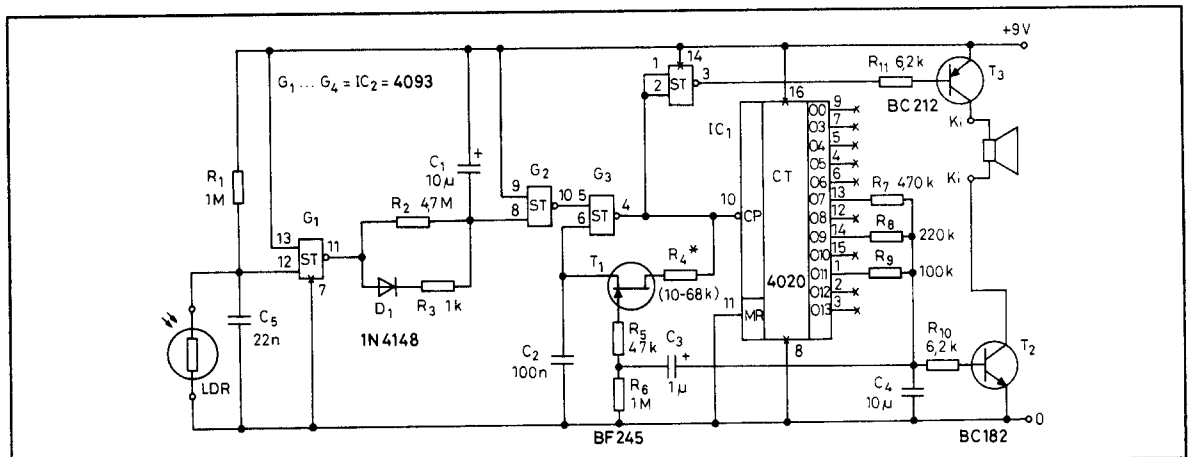 +9V
G1 ... G4 = IC2 = 4093
R1
1M
13
12
G1
ST
11
7
C5
22n
LDR
R2 4,7M
D1
1N4148
R3 1k
C1
10μ
+
G2
9
8
ST
10
G3
5
6
ST
4
1
2
14
ST
3
T1
R4*
(10-68k)
C2
100n
R5
47k
R6
1M
BF245
C3
1μ
+
IC1
16
10
CP
CT
4020
11
MR
8
O0 9
O3 7
O4 5
O5 4
O6 6
O7 13
O8 12
O9 14
O10 15
O11 1
O12 2
O13 3
R7 470k
R8
220k
R9
100k
R10
6,2k
C4
10μ
R11 6,2k
T3
BC212
Ki
Ki
T2
BC182
0